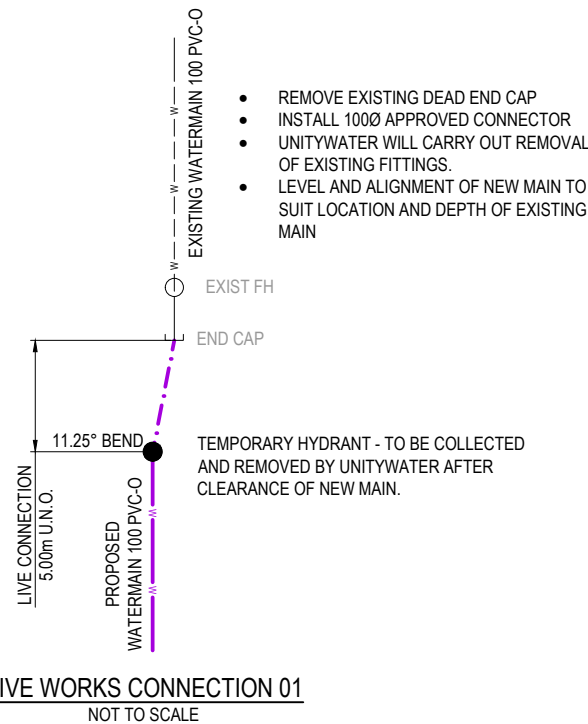 EXISTING WATERMAIN 100 PVC-O
W
W
W
• REMOVE EXISTING DEAD END CAP
• INSTALL 100Ø APPROVED CONNECTOR
• UNITYWATER WILL CARRY OUT REMOVAL
OF EXISTING FITTINGS.
• LEVEL AND ALIGNMENT OF NEW MAIN TO
SUIT LOCATION AND DEPTH OF EXISTING
MAIN
EXIST FH
END CAP
11.25° BEND
TEMPORARY HYDRANT - TO BE COLLECTED
AND REMOVED BY UNITYWATER AFTER
CLEARANCE OF NEW MAIN.
LIVE CONNECTION
5.00m U.N.O.
PROPOSED
WATERMAIN 100 PVC-O
W
W
IVE WORKS CONNECTION 01
NOT TO SCALE